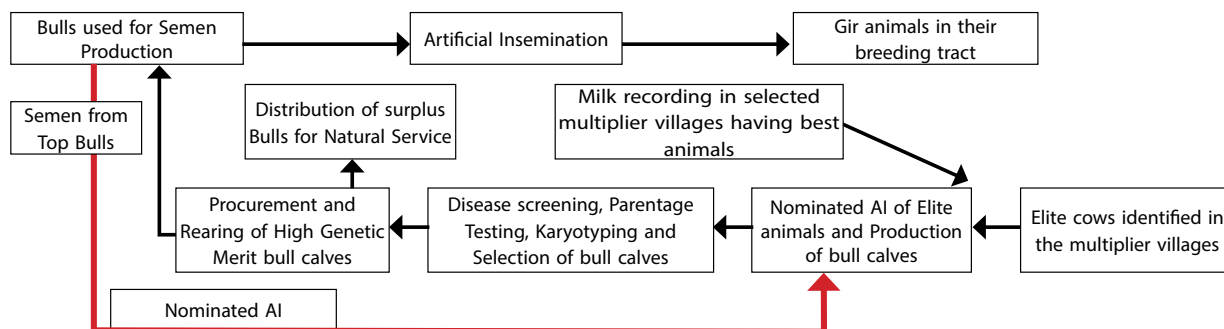 Bulls used for Semen
Production
Artificial Insemination
Gir animals in their
breeding tract
Semen from
Top Bulls
Distribution of surplus
Bulls for Natural Service
Milk recording in selected
multiplier villages having best
animals
Procurement and
Rearing of High Genetic
Merit bull calves
Disease screening, Parentage
Testing, Karyotyping and
Selection of bull calves
Nominated AI of Elite
animals and Production
of bull calves
Elite cows identified in
the multiplier villages
Nominated AI